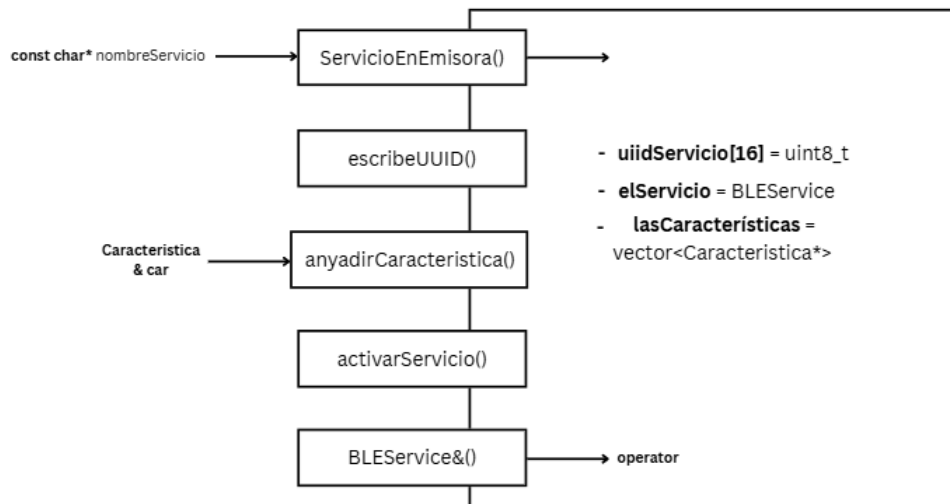 const char* nombreServicio
ServicioEnEmisora()
escribeUUID()
- uiidServicio[16] = uint8_t
- elServicio = BLEService
- lasCaracterísticas =
vector<Caracteristica*>
Caracteristica
& car
anyadirCaracteristica()
activarServicio()
BLEService&()
operator